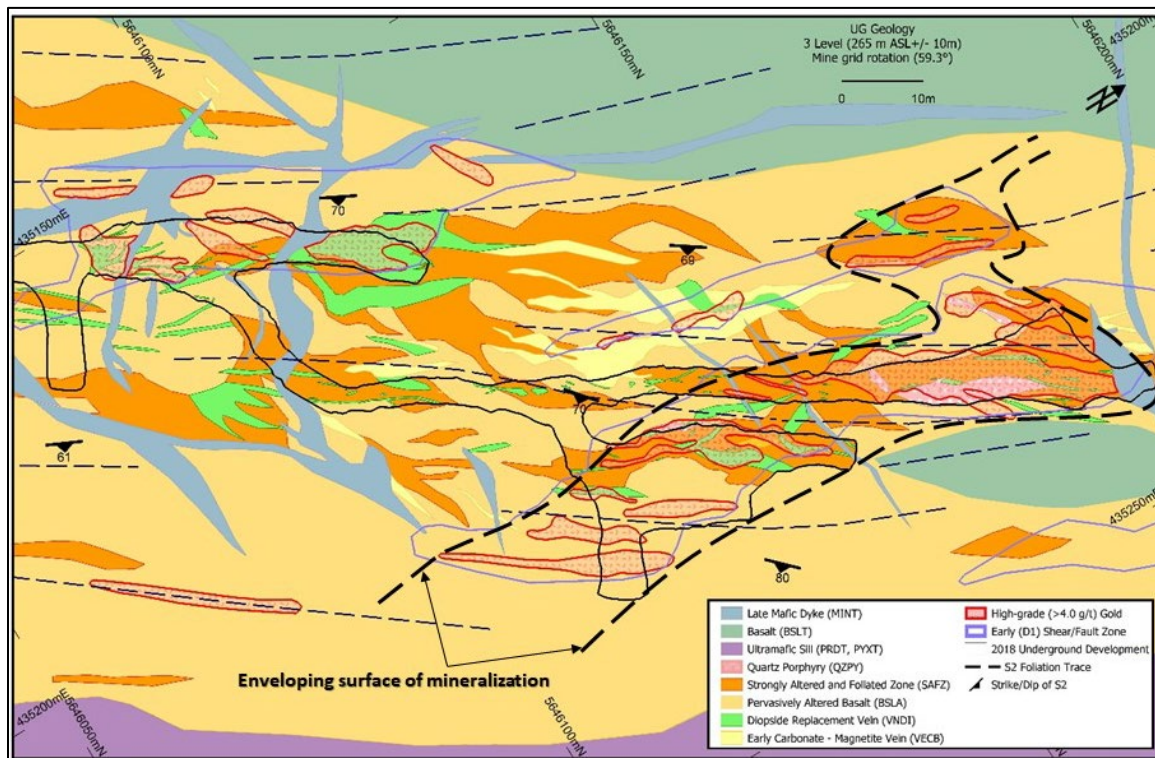 5646100mN
5646150mN
UG Geology
3 Level (265 m ASL+/- 10m)
Mine grid rotation (59.3°)
0 10m
5646200mN
435200mE
N
435150mE
70
69
70
61
80
435250mE
Enveloping surface of mineralization
435200mE
5646050mN
5646100mN
Late Mafic Dyke (MINT)
Basalt (BSLT)
Ultramafic Sill (PRDT, PYXT)
Quartz Porphyry (QZPY)
Strongly Altered and Foliated Zone (SAFZ)
Pervasively Altered Basalt (BSLA)
Diopside Replacement Vein (VNDI)
Early Carbonate - Magnetite Vein (VECB)
High-grade (>4.0 g/t) Gold
Early (D1) Shear/Fault Zone
2018 Underground Development
S2 Foliation Trace
Strike/Dip of S2